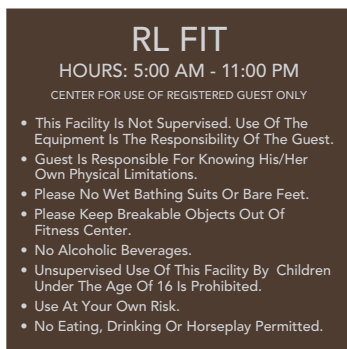 RL FIT
HOURS: 5:00 AM - 11:00 PM
CENTER FOR USE OF REGISTERED GUEST ONLY
• This Facility Is Not Supervised. Use Of The
Equipment Is The Responsibility Of The Guest.
• Guest Is Responsible For Knowing His/Her
Own Physical Limitations.
• Please No Wet Bathing Suits Or Bare Feet.
• Please Keep Breakable Objects Out Of
Fitness Center.
• No Alcoholic Beverages.
• Unsupervised Use Of This Facility By Children
Under The Age Of 16 Is Prohibited.
• Use At Your Own Risk.
• No Eating, Drinking Or Horseplay Permitted.